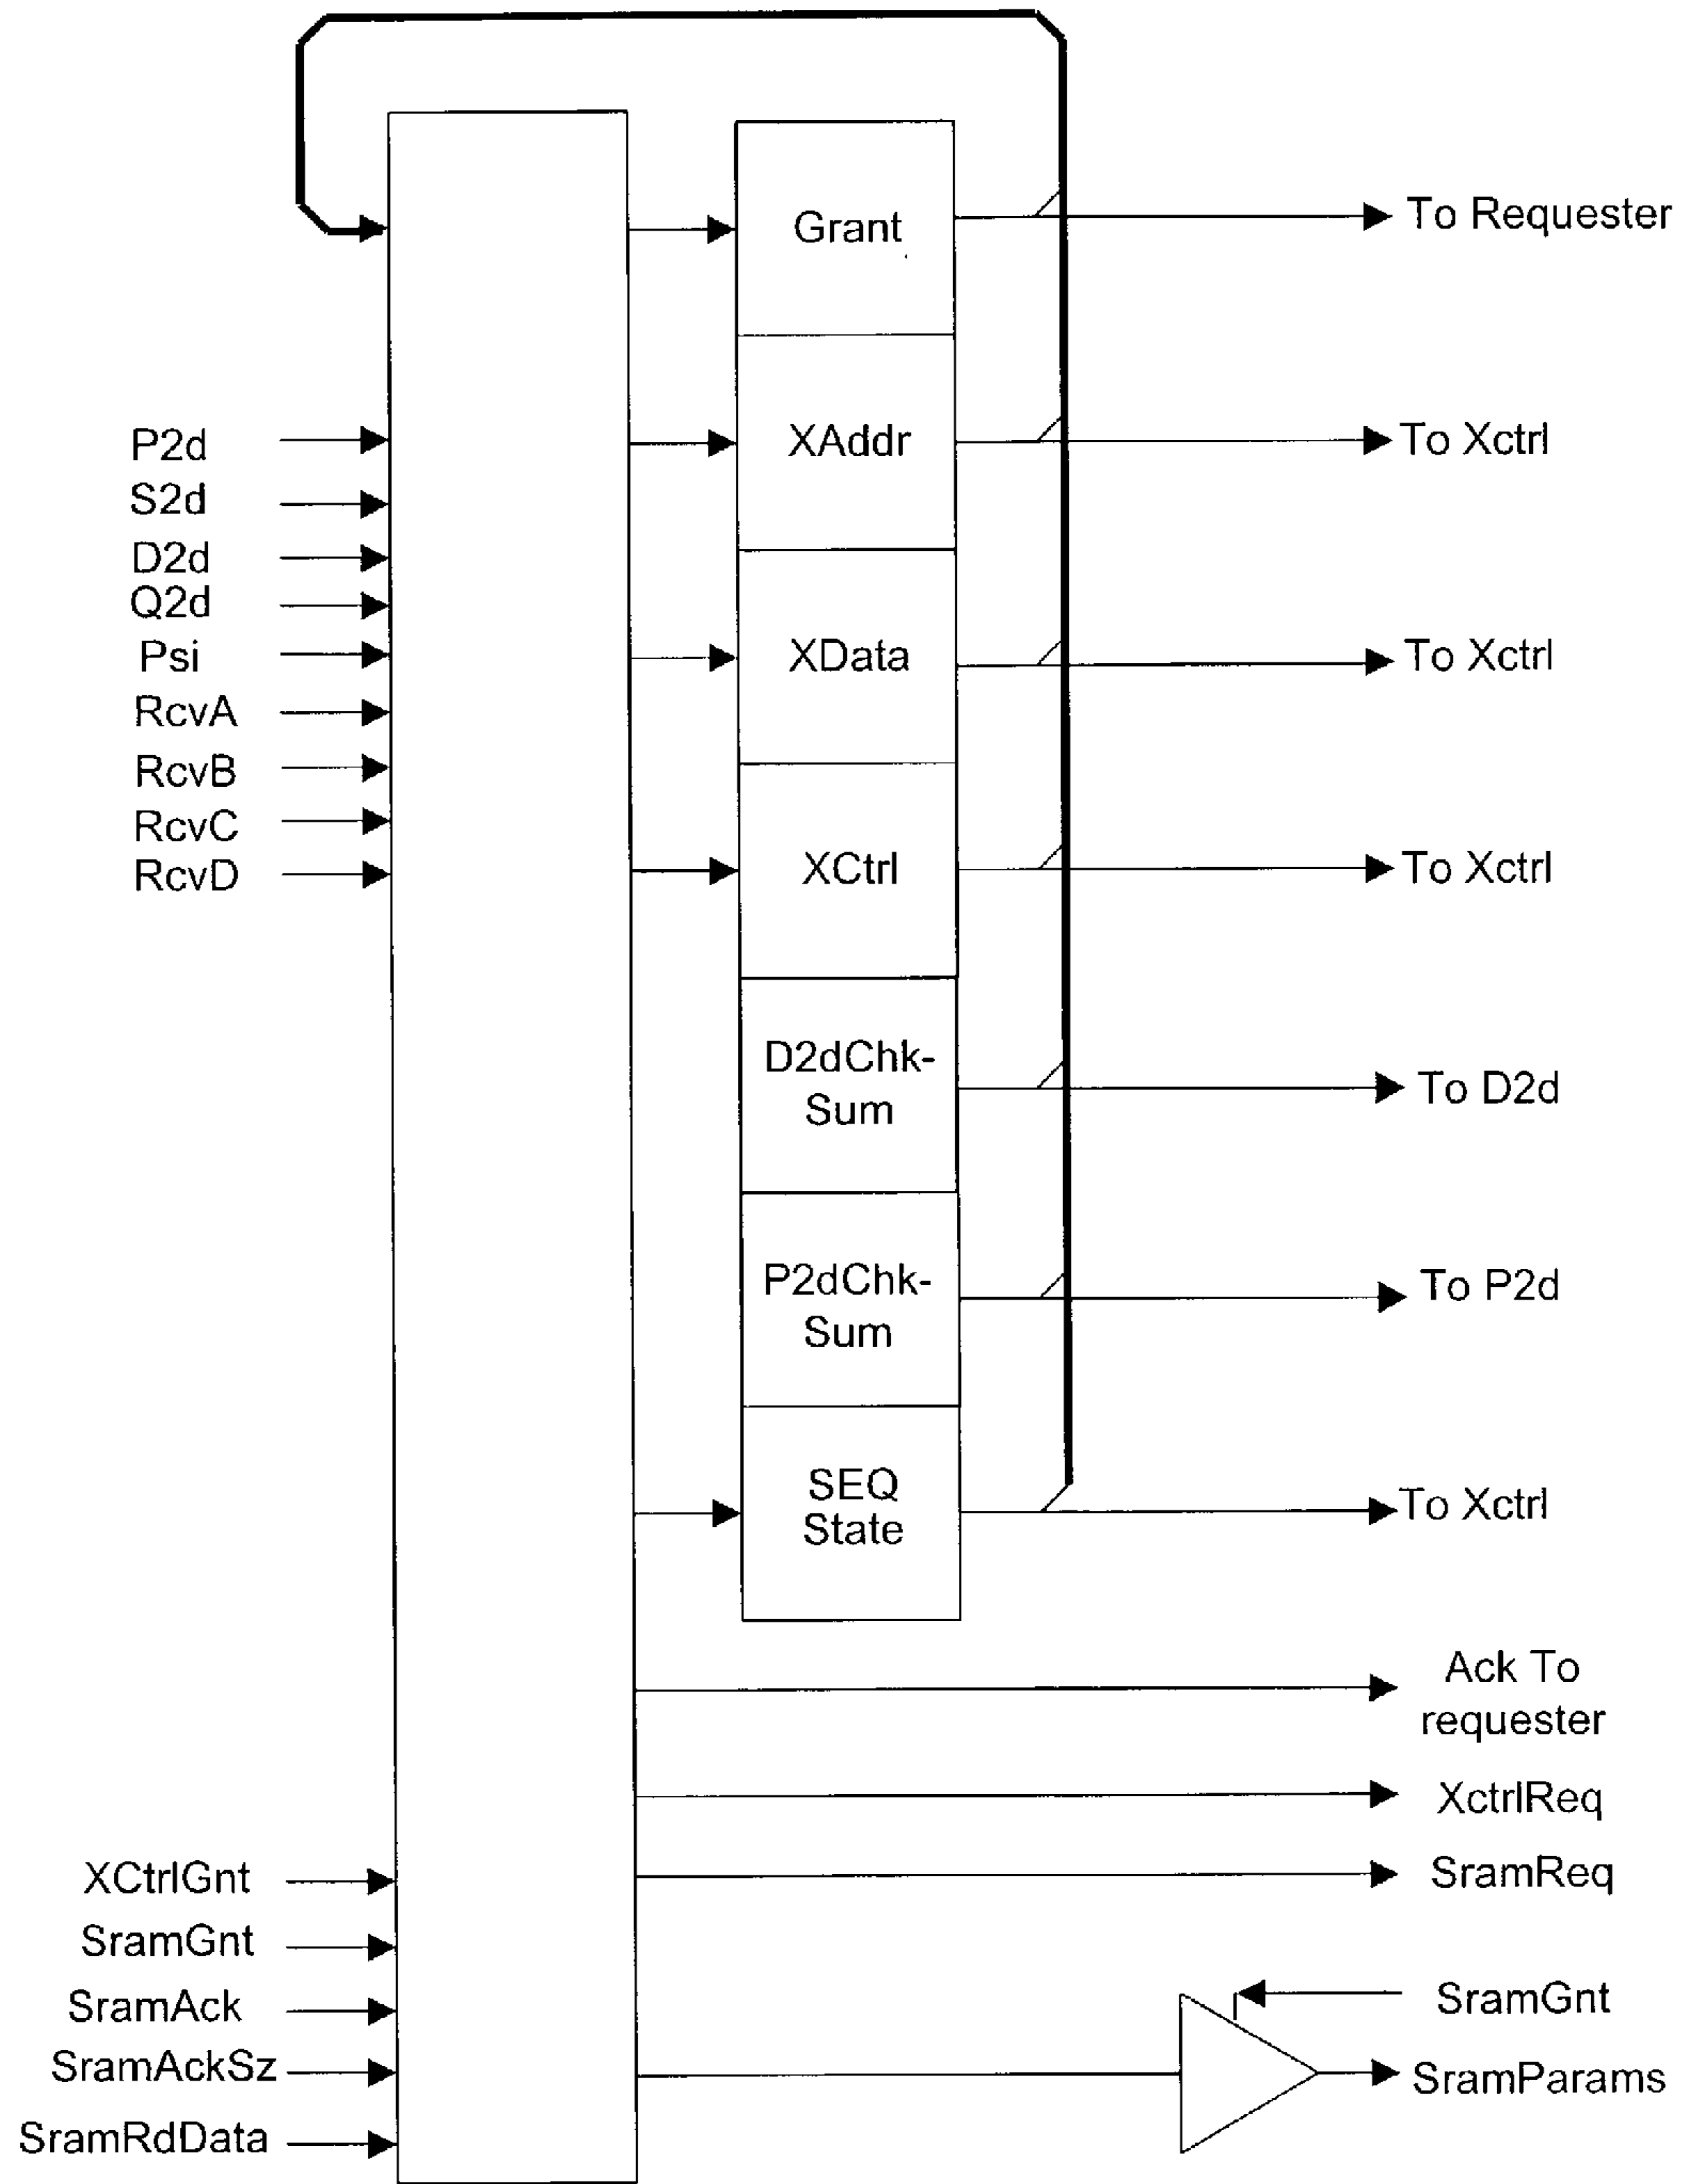 Grant
To Requester
P2d
XAddr
To Xctrl
S2d
D2d
Q2d
Psi
XData
To Xctrl
RcvA
RcvB
RcvC
RcvD
XCtrl
To Xctrl
D2dChk-
Sum
To D2d
P2dChk-
Sum
To P2d
SEQ
State
To Xctrl
Ack To
requester
XctrlReq
XCtrlGnt
SramReq
SramGnt
SramAck
SramGnt
SramAckSz
SramParams
SramRdData